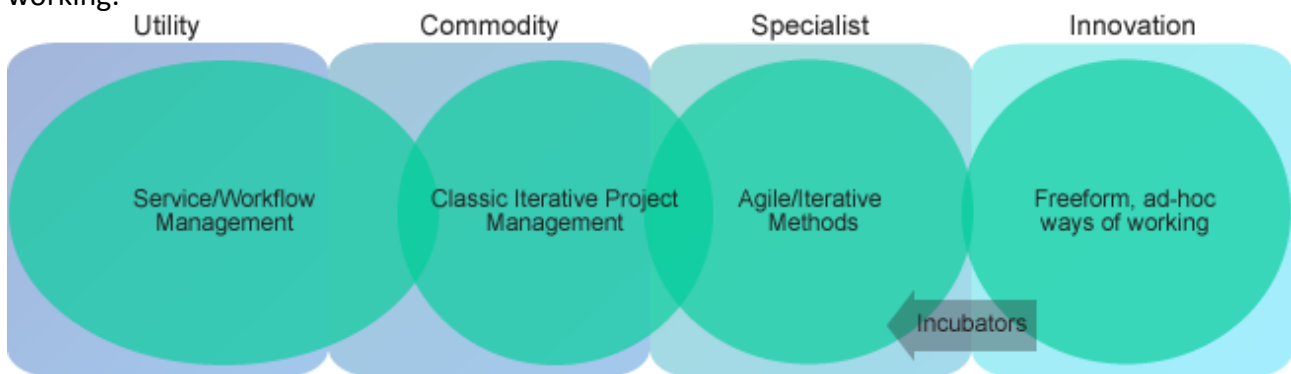 working.
Utility
Commodity
Specialist
Innovation
Service/Workflow
Management
Classic Iterative Project
Management
Agile/Iterative
Methods
Freeform, ad-hoc
ways of working
Incubators